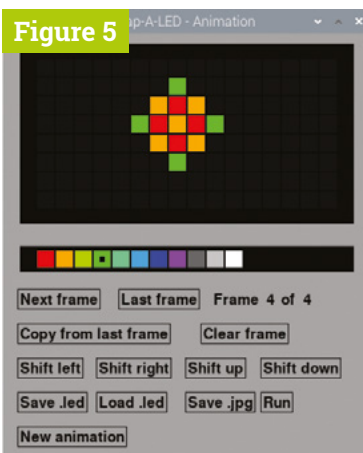 Figure 5
ap-A-LED - Animation
Next frame Last frame Frame 4 of 4
Copy from last frame Clear frame
Shift left Shift right Shift up Shift down
Save .led Load .led Save .jpg Run
New animation